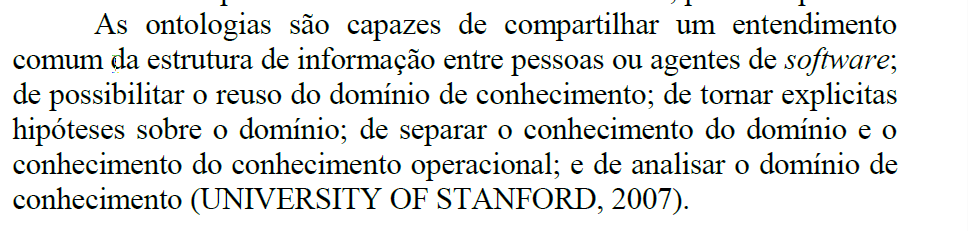 As ontologias são capazes de compartilhar um entendimento
comum da estrutura de informação entre pessoas ou agentes de software;
de possibilitar o reuso do domínio de conhecimento; de tornar explicitas
hipóteses sobre o domínio; de separar o conhecimento do domínio e o
conhecimento do conhecimento operacional; e de analisar o domínio de
conhecimento (UNIVERSITY OF STANFORD, 2007).